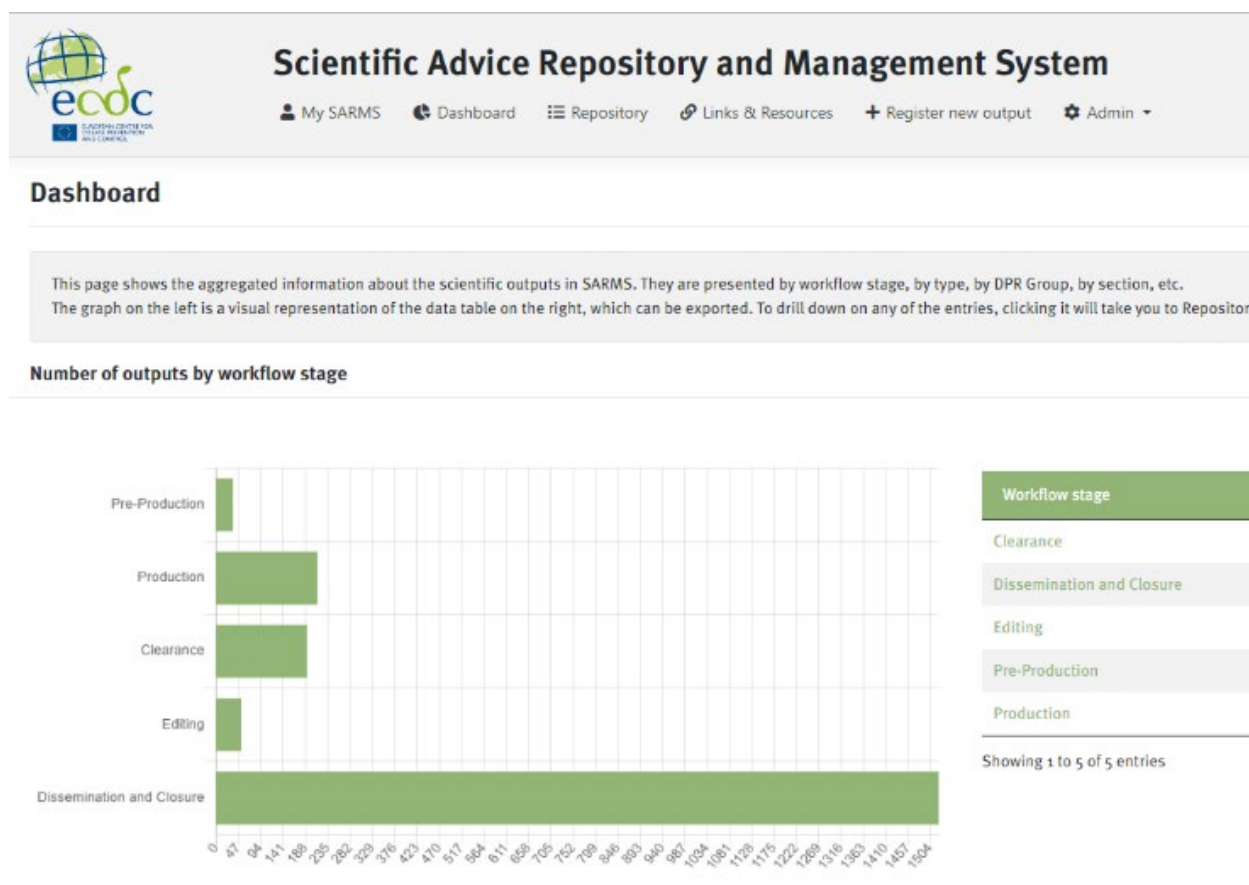 Scientific Advice Repository and Management System
ecdc
EUROPEAN CENTRE FOR
DISEASE PREVENTION
AND CONTROL
My SARMS Dashboard Repository Links & Resources Register new output Admin
Dashboard
This page shows the aggregated information about the scientific outputs in SARMS. They are presented by workflow stage, by type, by DPR Group, by section, etc.
The graph on the left is a visual representation of the data table on the right, which can be exported. To drill down on any of the entries, clicking it will take you to Repositor
Number of outputs by workflow stage
Pre-Production
Production
Clearance
Editing
Dissemination and Closure
0 47 94 141 188 235 282 329 376 423 470 517 564 611 658 705 752 799 846 893 940 987 1034 1081 1128 1175 1222 1269 1316 1363 1410 1457 1504
Workflow stage
Clearance
Dissemination and Closure
Editing
Pre-Production
Production
Showing 1 to 5 of 5 entries